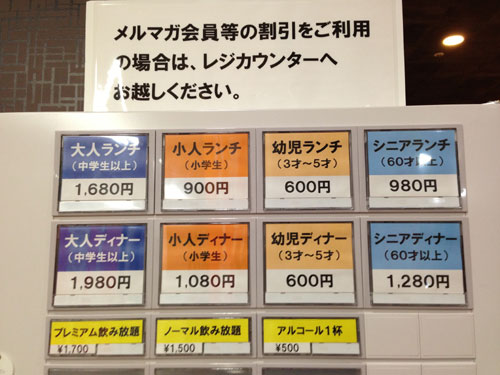 メルマガ会員等の割引をご利用
の場合は、レジカウンターへ
お越しください。
大人ランチ
(中学生以上)
1,680円
小人ランチ
(小学生)
900円
幼児ランチ
(3才~5才)
600円
シニアランチ
(60才以上)
980円
大人ディナー
(中学生以上)
1,980円
小人ディナー
(小学生)
1,080円
幼児ディナー
(3才~5才)
600円
シニアディナー
(60才以上)
1,280円
プレミアム飲み放題
¥1,700
ノーマル飲み放題
¥1,500
アルコール1杯
¥500